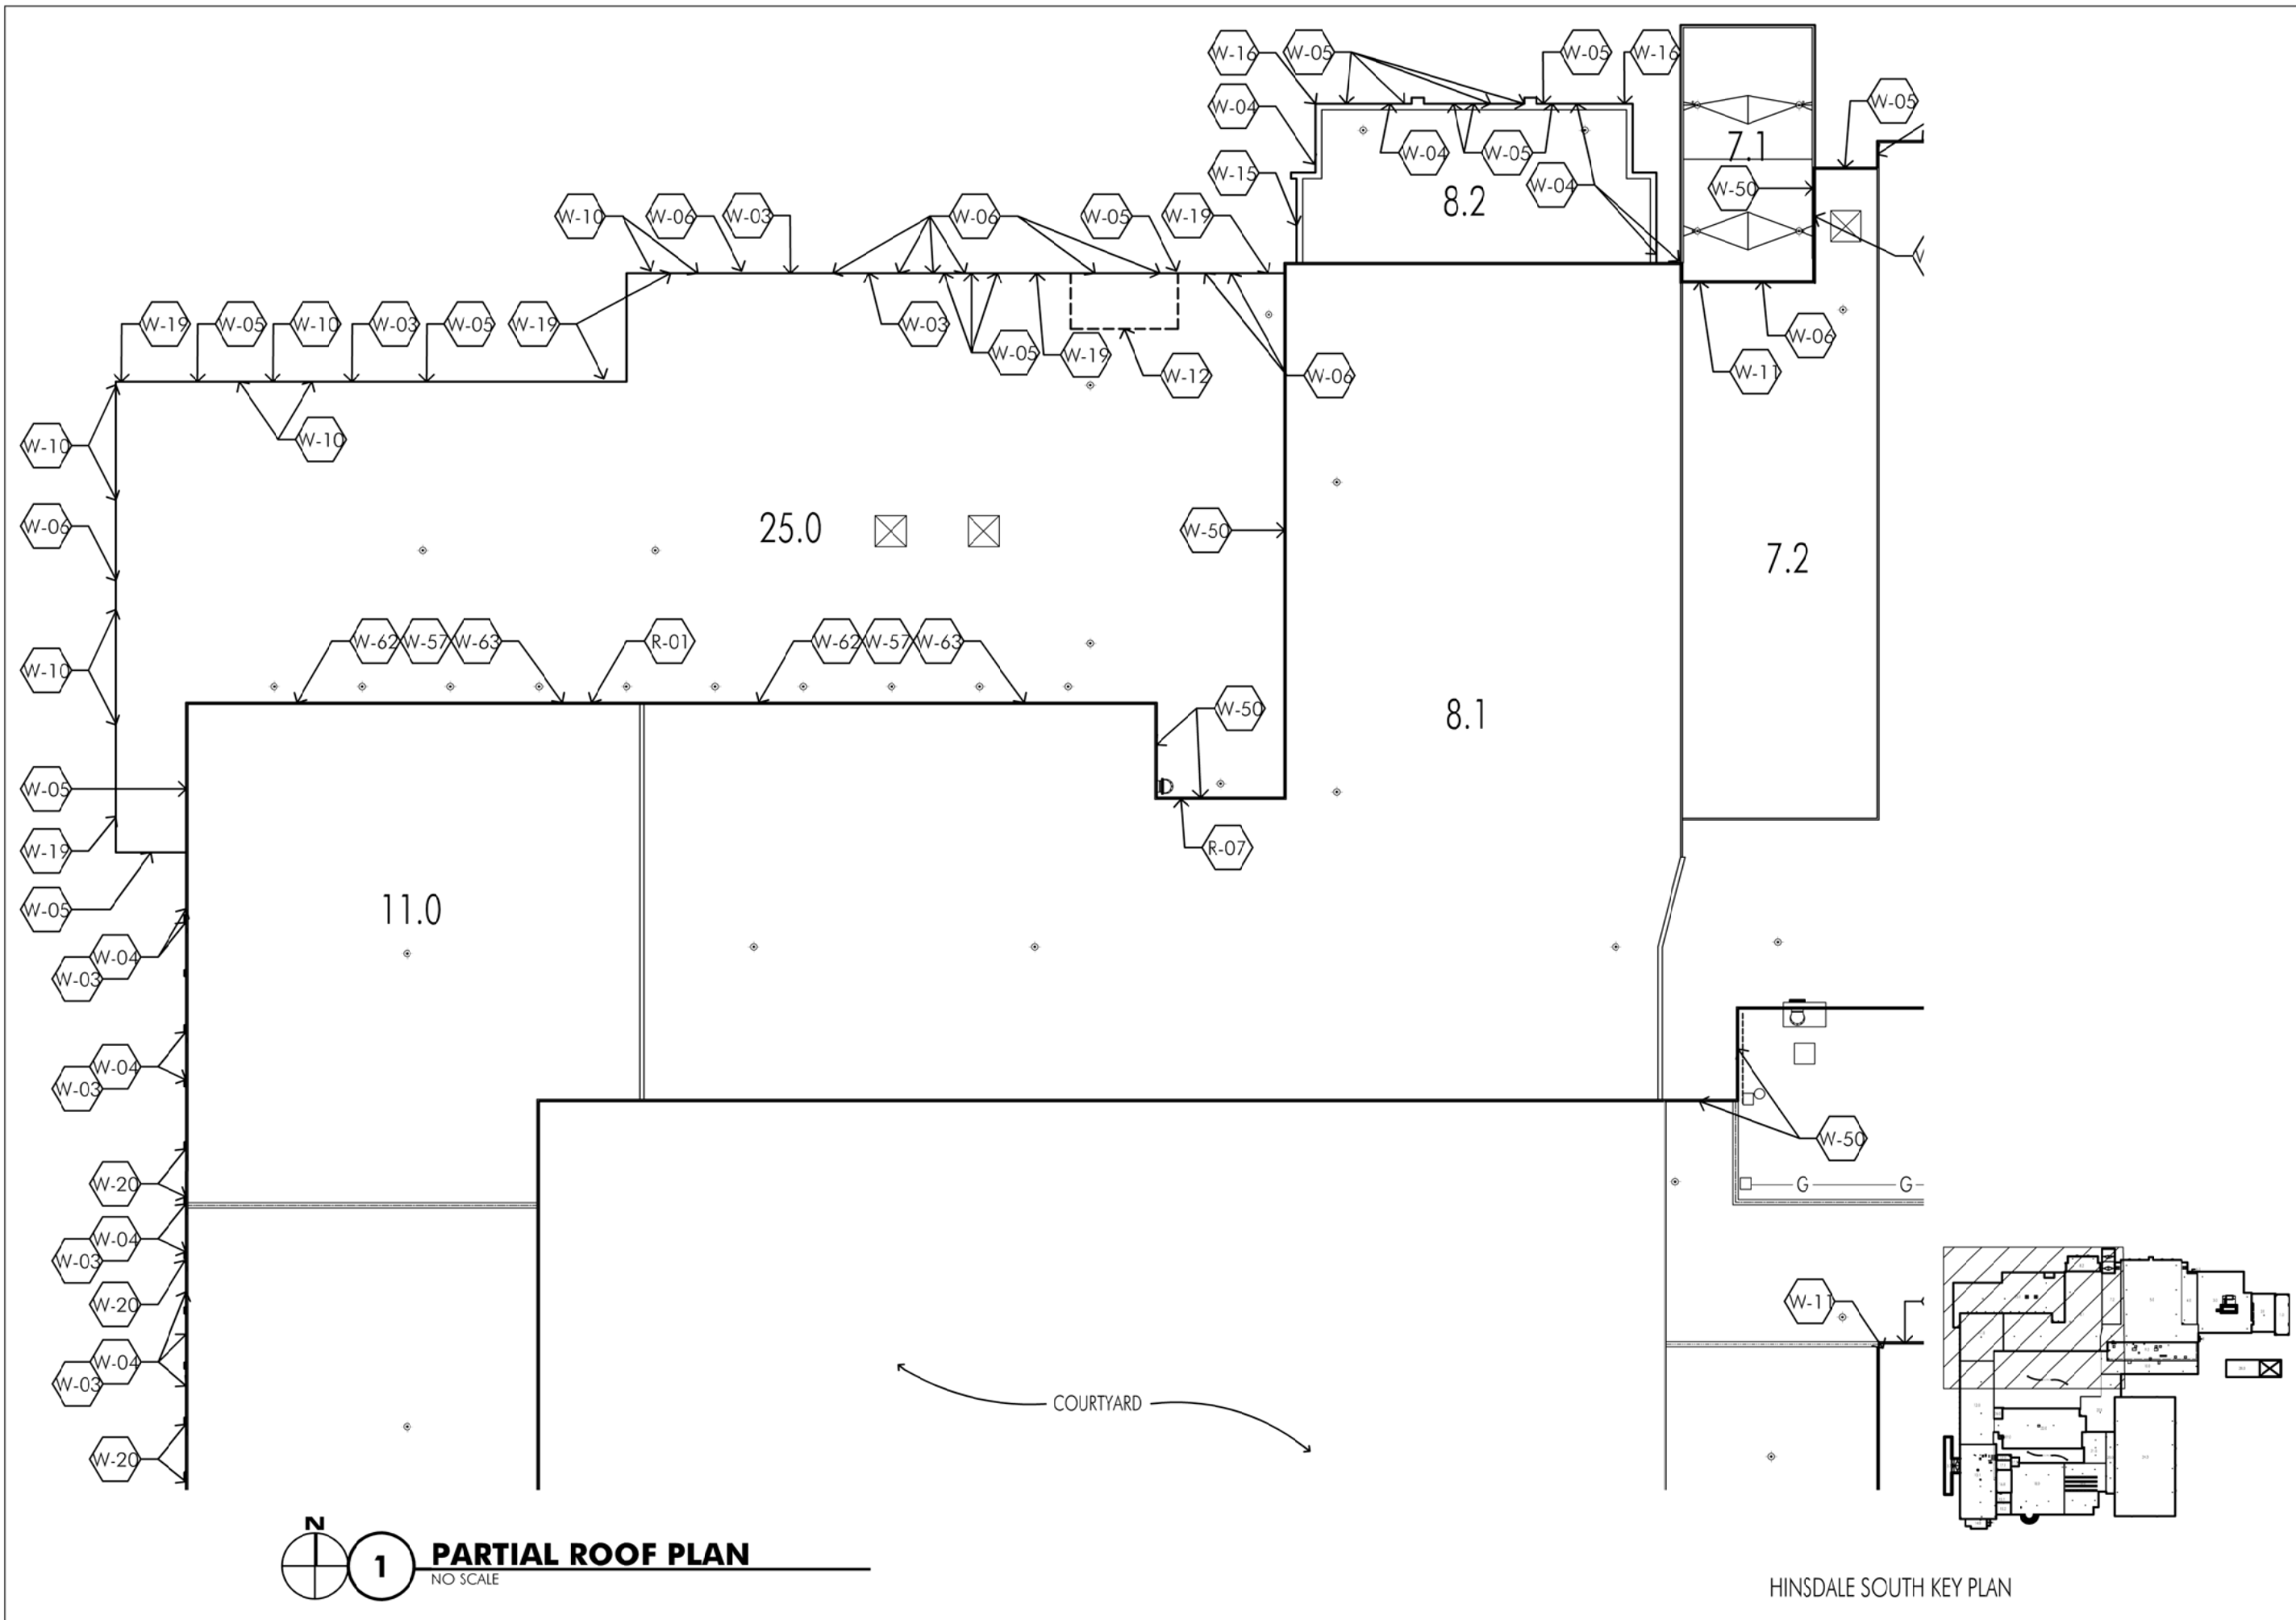 W-16 W-05 W-05 W-16
W-04 W-05
W-04 W-05 7.1
W-15 W-04 W-50
8.2
W-10 W-06 W-03 W-06 W-05 W-19
W-19 W-05 W-10 W-03 W-05 W-19 W-03 W-06
W-05 W-19
W-12 W-06 W-11
W-10 W-10
W-06 25.0 W-50
7.2
W-62 W-57 W-63 R-01 W-62 W-57 W-63
W-10
W-50 8.1
W-05
W-19 R-07
W-05 11.0
W-04
W-03
W-04
W-03
W-50
W-20 G G
W-04
W-03
W-20 W-11
W-04
W-03
COURTYARD
W-20
N
1 PARTIAL ROOF PLAN
NO SCALE
HINSDALE SOUTH KEY PLAN